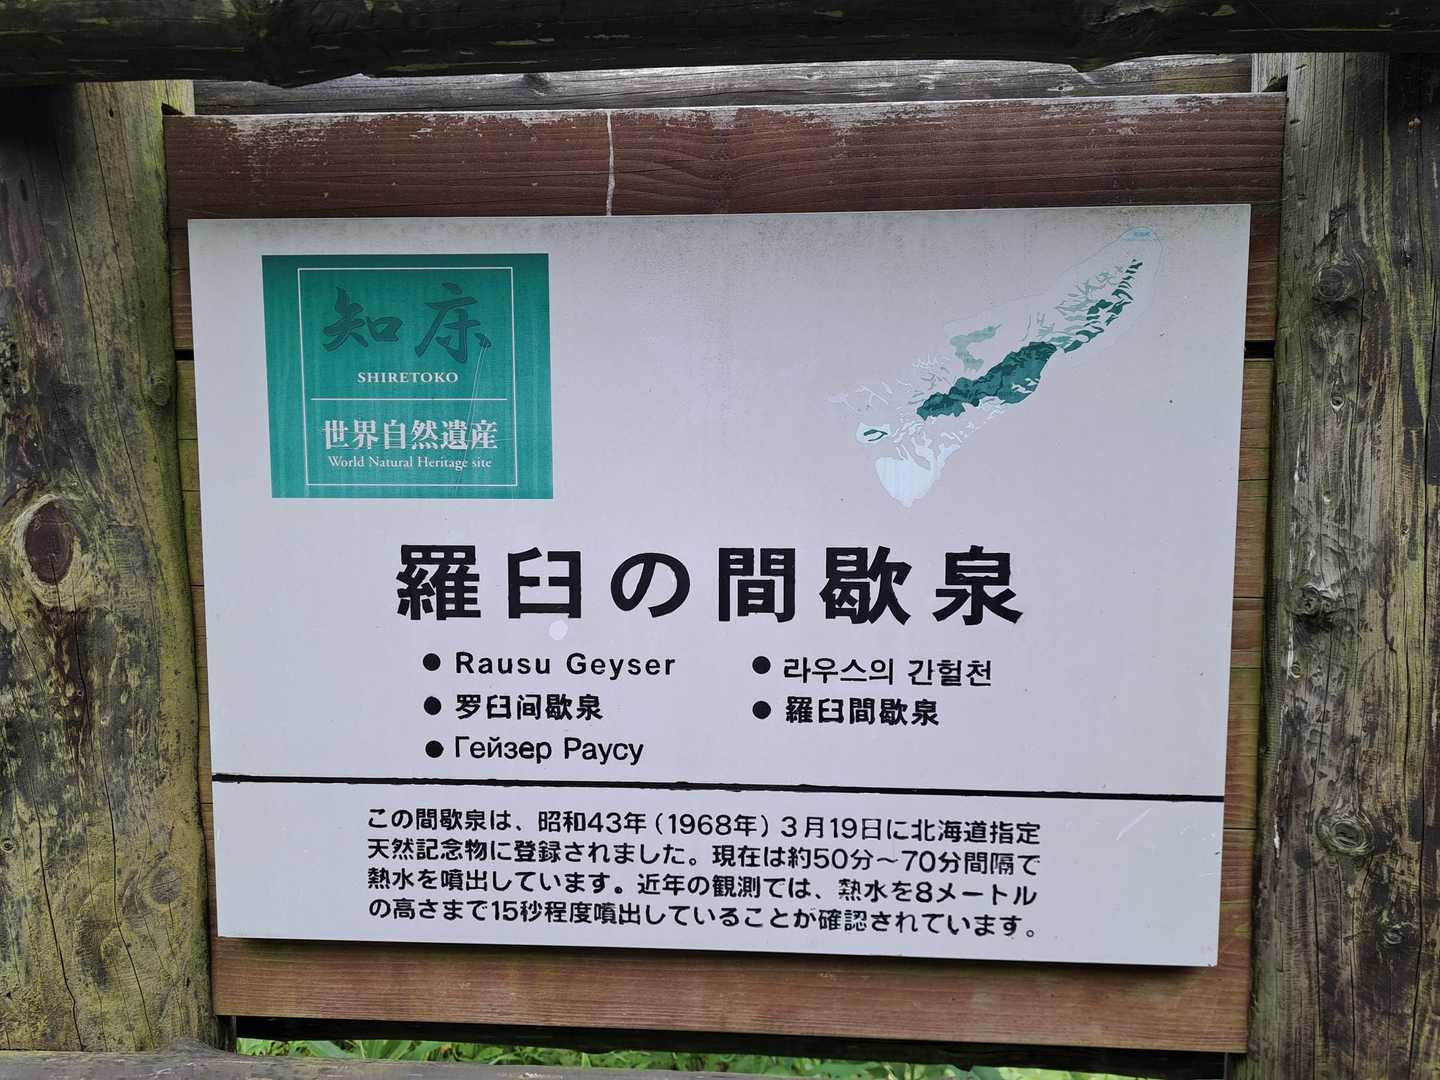 知床
SHIRETOKO
世界自然遺産
World Natural Heritage site
羅臼の間歇泉
● Rausu Geyser
● 罗臼间歇泉
● Гейзер Раусу
● 라우스의 간헐천
● 羅臼間歇泉
この間歇泉は、昭和43年(1968年)3月19日に北海道指定
天然記念物に登録されました。現在は約50分～70分間隔で
熱水を噴出しています。近年の観測では、熱水を8メートル
の高さまで15秒程度噴出していることが確認されています。